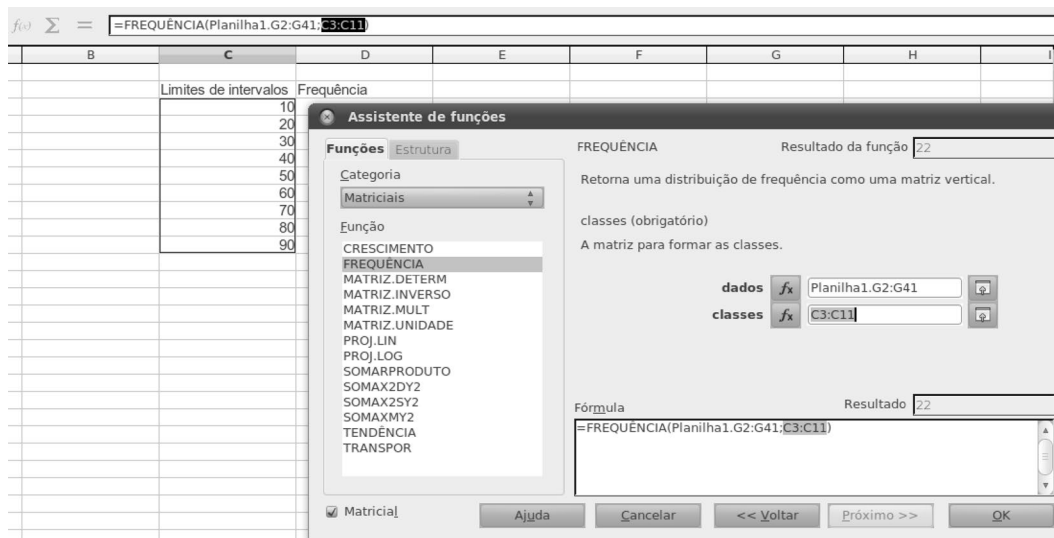 f(x) Σ = =FREQUÊNCIA(Planilha1.G2:G41;C3:C11)
B C D E F G H I
Limites de intervalos Frequência
10
20
30
40
50
60
70
80
90
Assistente de funções
Funções Estrutura
Categoria
Matriciais
Função
CRESCIMENTO
FREQUÊNCIA
MATRIZ.DETERM
MATRIZ.INVERSO
MATRIZ.MULT
MATRIZ.UNIDADE
PROJ.LIN
PROJ.LOG
SOMARPRODUTO
SOMAX2DY2
SOMAX2SY2
SOMAXMY2
TENDÊNCIA
TRANSPOR
FREQUÊNCIA Resultado da função 22
Retorna uma distribuição de frequência como uma matriz vertical.
classes (obrigatório)
A matriz para formar as classes.
dados fx Planilha1.G2:G41
classes fx C3:C11
Fórmula Resultado 22
=FREQUÊNCIA(Planilha1.G2:G41;C3:C11)
Matricial Ajuda Cancelar << Voltar Próximo >> OK